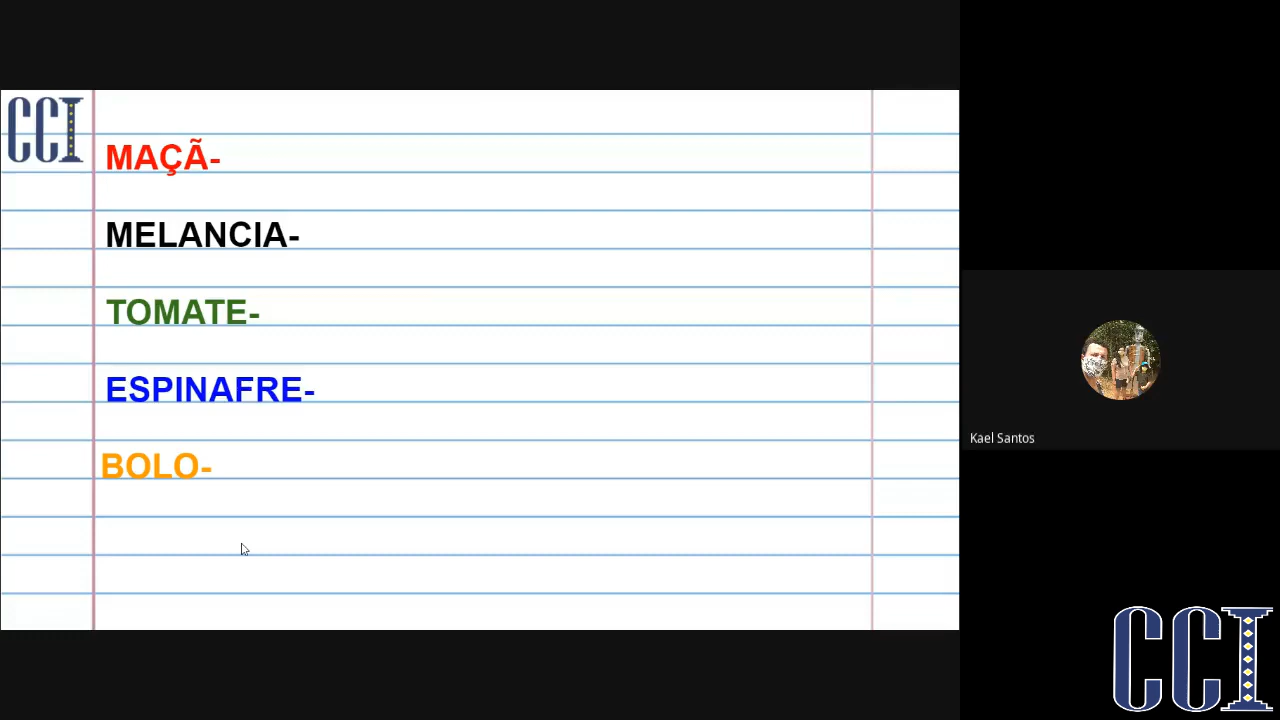 CCI
MAÇÃ-
MELANCIA-
TOMATE-
ESPINAFRE-
BOLO-
Kael Santos
CCI